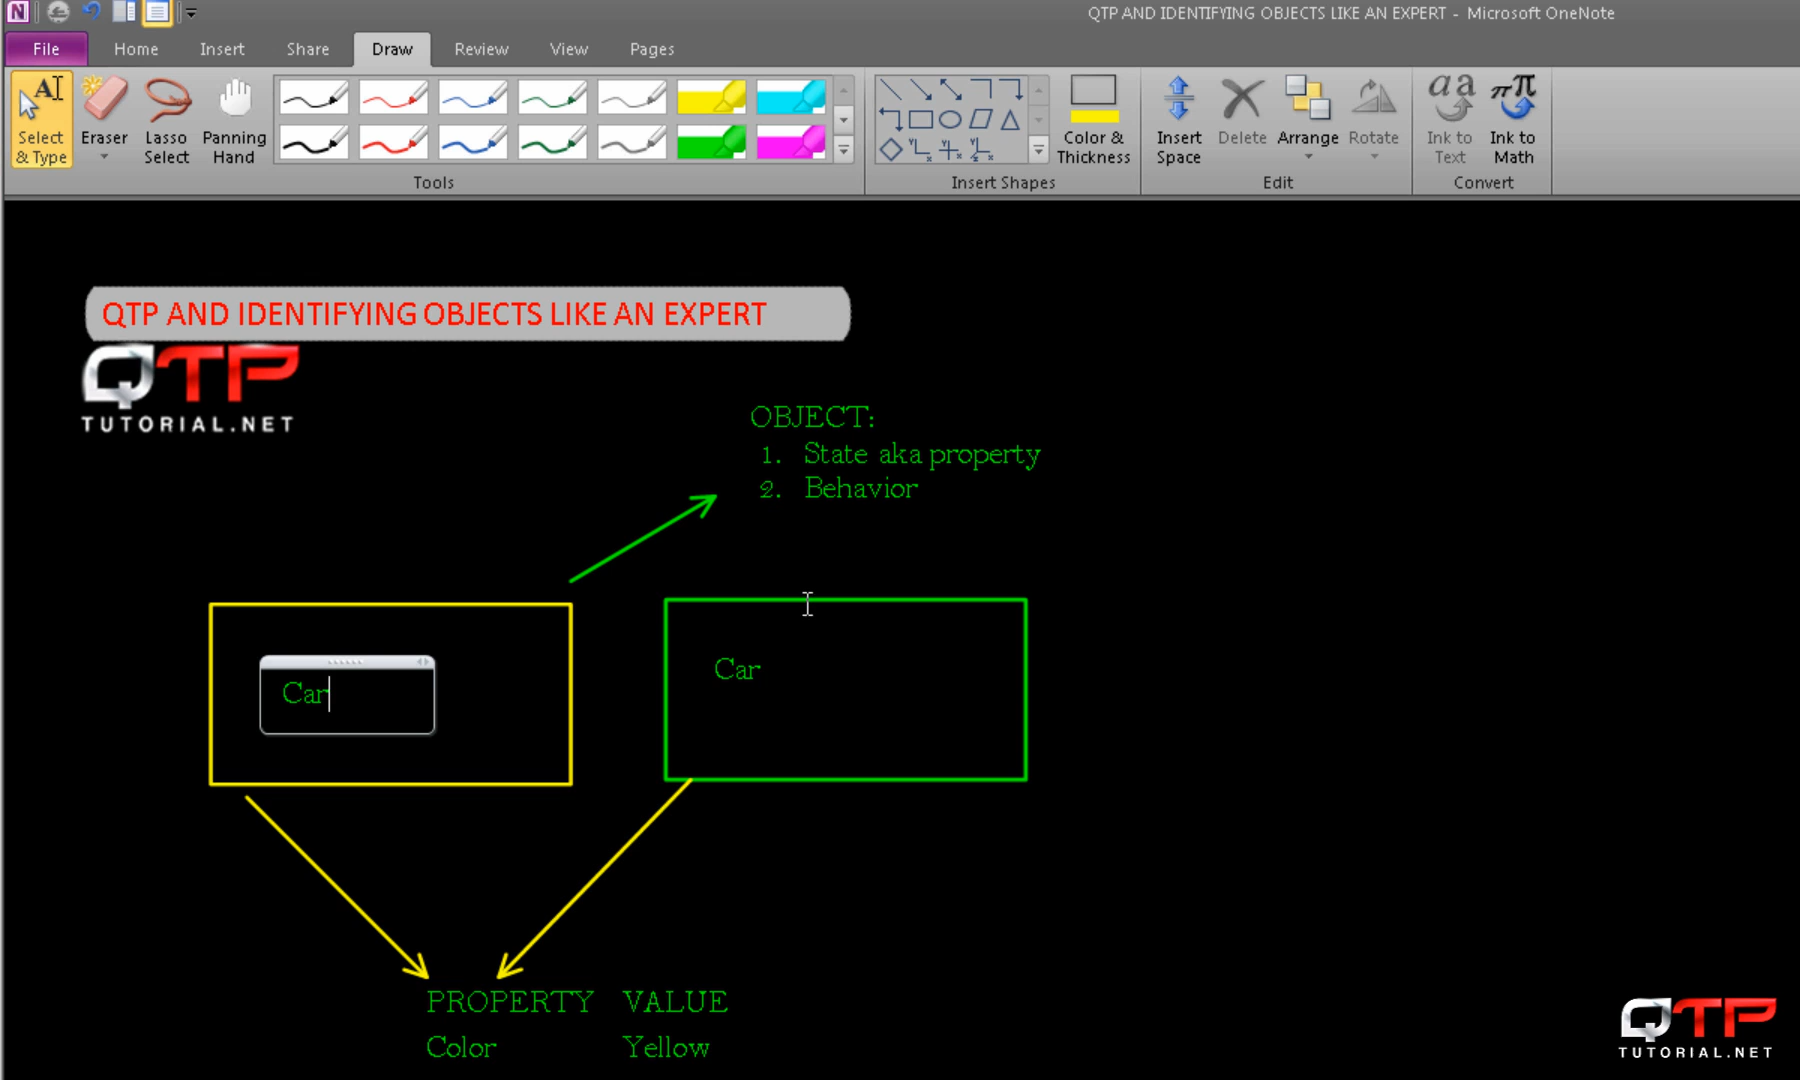 QTP AND IDENTIFYING OBJECTS LIKE AN EXPERT - Microsoft OneNote
File Home Insert Share Draw Review View Pages
Select & Type
Eraser
Lasso Select
Panning Hand
Color & Thickness
Insert Space
Delete
Arrange
Rotate
Ink to Text
Ink to Math
Tools
Insert Shapes
Edit
Convert
QTP AND IDENTIFYING OBJECTS LIKE AN EXPERT
QTP
TUTORIAL.NET
OBJECT:
1. State aka property
2. Behavior
Car
Car
PROPERTY VALUE
Color Yellow
QTP
TUTORIAL.NET